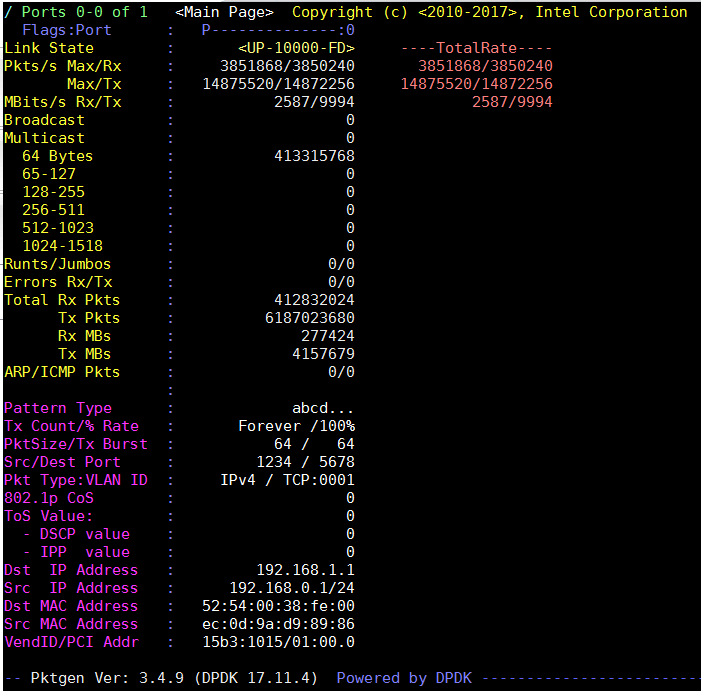 / Ports 0-0 of 1   <Main Page>  Copyright (c) <2010-2017>, Intel Corporation
  Flags:Port      :   P--------------:0
Link State        :       <UP-10000-FD>     ----TotalRate----
Pkts/s Max/Rx     :     3851868/3850240       3851868/3850240
       Max/Tx     :   14875520/14872256     14875520/14872256
MBits/s Rx/Tx     :           2587/9994             2587/9994
Broadcast         :                   0
Multicast         :                   0
  64 Bytes        :           413315768
  65-127          :                   0
  128-255         :                   0
  256-511         :                   0
  512-1023        :                   0
  1024-1518       :                   0
Runts/Jumbos      :                 0/0
Errors Rx/Tx      :                 0/0
Total Rx Pkts     :           412832024
      Tx Pkts     :          6187023680
      Rx MBs      :              277424
      Tx MBs      :             4157679
ARP/ICMP Pkts     :                 0/0
                  :
Pattern Type      :             abcd...
Tx Count/% Rate   :       Forever /100%
PktSize/Tx Burst  :           64 /   64
Src/Dest Port     :         1234 / 5678
Pkt Type:VLAN ID  :     IPv4 / TCP:0001
802.1p CoS        :                   0
ToS Value:        :                   0
  - DSCP value    :                   0
  - IPP  value    :                   0
Dst  IP Address   :         192.168.1.1
Src  IP Address   :      192.168.0.1/24
Dst MAC Address   :   52:54:00:38:fe:00
Src MAC Address   :   ec:0d:9a:d9:89:86
VendID/PCI Addr   :   15b3:1015/01:00.0
-- Pktgen Ver: 3.4.9 (DPDK 17.11.4)  Powered by DPDK -------------------------